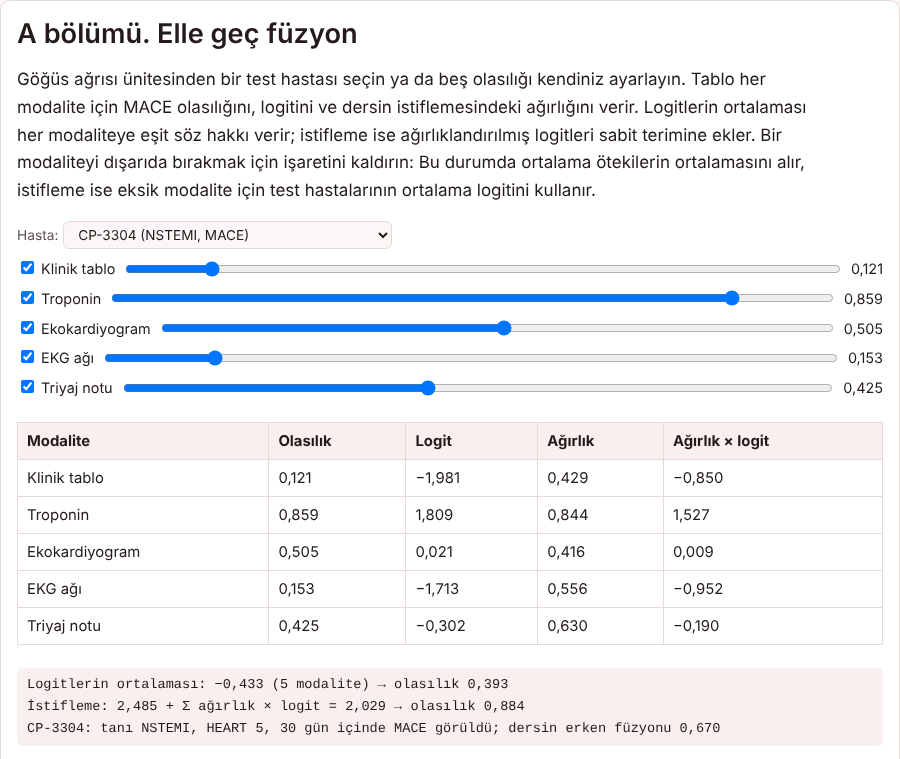 A bölümü. Elle geç füzyon
Göğüs ağrısı ünitesinden bir test hastası seçin ya da beş olasılığı kendiniz ayarlayın. Tablo her
modalite için MACE olasılığını, logitini ve dersin istiflemesindeki ağırlığını verir. Logitlerin ortalaması
her modaliteye eşit söz hakkı verir; istifleme ise ağırlıklandırılmış logitleri sabit terimine ekler. Bir
modaliteyi dışarıda bırakmak için işaretini kaldırın: Bu durumda ortalama ötekilerin ortalamasını alır,
istifleme ise eksik modalite için test hastalarının ortalama logitini kullanır.
Hasta: CP-3304 (NSTEMI, MACE)
Klinik tablo 0,121
Troponin 0,859
Ekokardiyogram 0,505
EKG ağı 0,153
Triyaj notu 0,425
Modalite Olasılık Logit Ağırlık Ağırlık × logit
Klinik tablo 0,121 −1,981 0,429 −0,850
Troponin 0,859 1,809 0,844 1,527
Ekokardiyogram 0,505 0,021 0,416 0,009
EKG ağı 0,153 −1,713 0,556 −0,952
Triyaj notu 0,425 −0,302 0,630 −0,190
Logitlerin ortalaması: −0,433 (5 modalite) → olasılık 0,393
İstifleme: 2,485 + Σ ağırlık × logit = 2,029 → olasılık 0,884
CP-3304: tanı NSTEMI, HEART 5, 30 gün içinde MACE görüldü; dersin erken füzyonu 0,670